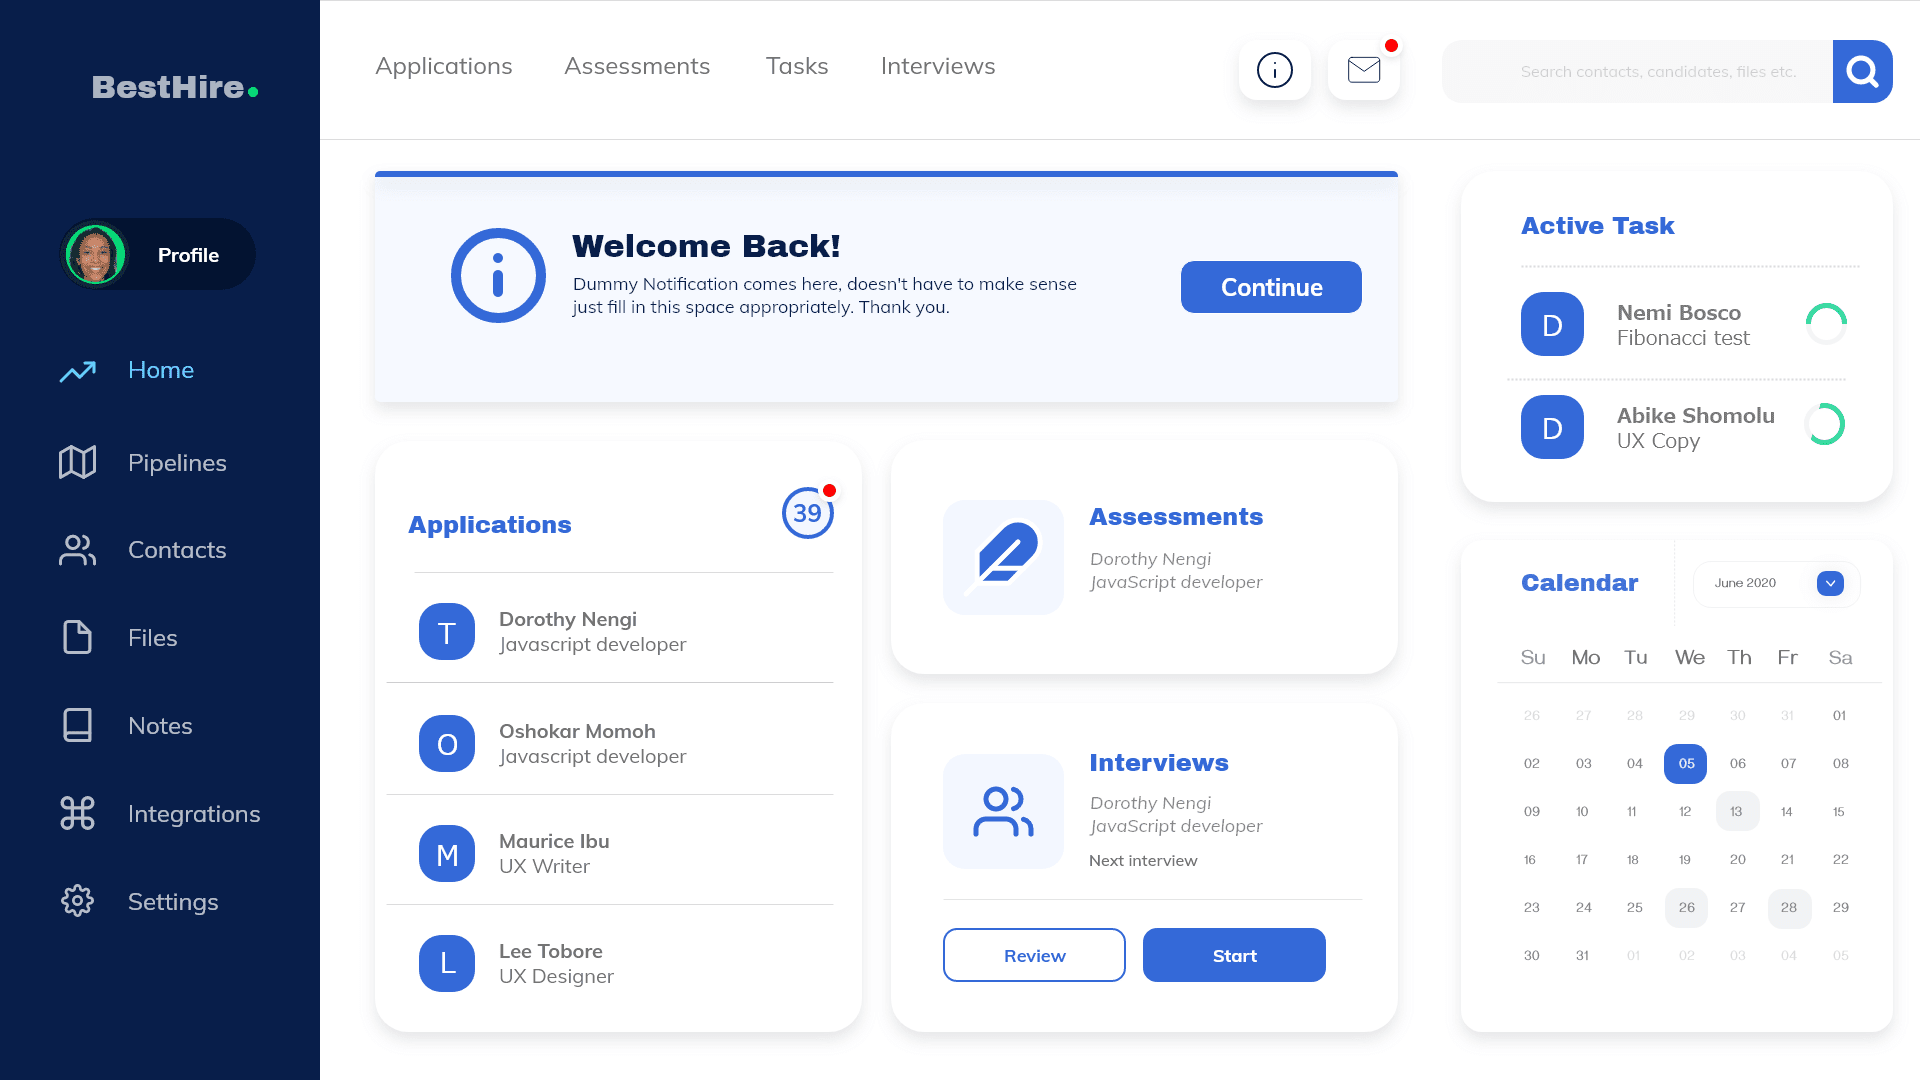 BestHire
Profile
Home
Pipelines
Contacts
Files
Notes
Integrations
Settings
Applications
Assessments
Tasks
Interviews
Search contacts, candidates, files etc.
Welcome Back!
Dummy Notification comes here, doesn't have to make sense
just fill in this space appropriately. Thank you.
Continue
Applications
39
T
Dorothy Nengi
Javascript developer
O
Oshokar Momoh
Javascript developer
M
Maurice Ibu
UX Writer
L
Lee Tobore
UX Designer
Assessments
Dorothy Nengi
JavaScript developer
Interviews
Dorothy Nengi
JavaScript developer
Next interview
Review
Start
Active Task
D
Nemi Bosco
Fibonacci test
D
Abike Shomolu
UX Copy
Calendar
June 2020
Su Mo Tu We Th Fr Sa
26 27 28 29 30 31 01
02 03 04 05 06 07 08
09 10 11 12 13 14 15
16 17 18 19 20 21 22
23 24 25 26 27 28 29
30 31 01 02 03 04 05